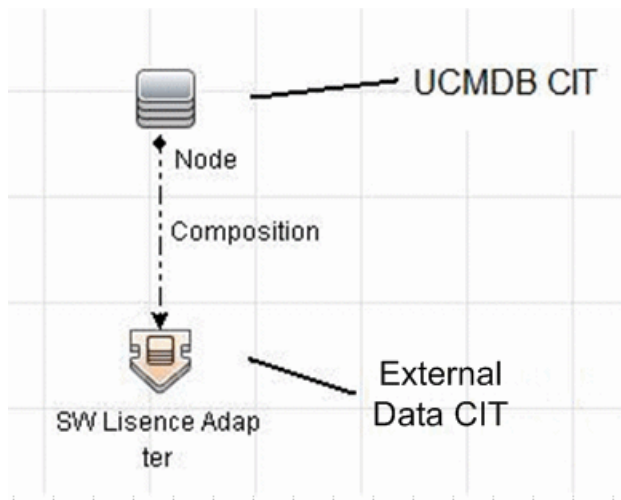 UCMDB CIT
Node
Composition
External
Data CIT
SW Lisence Adap
ter